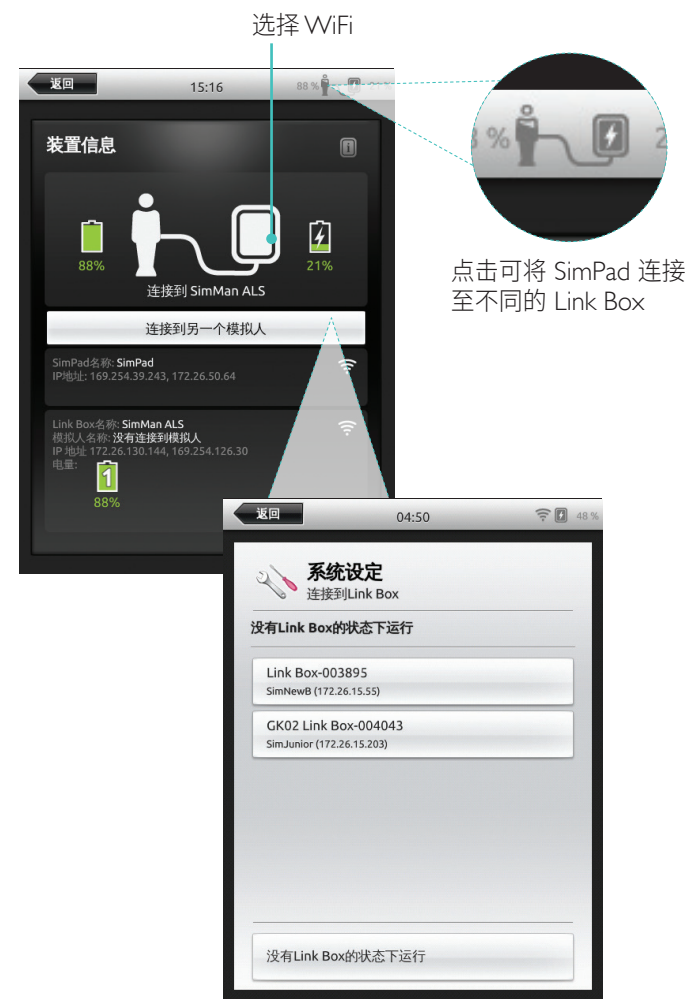 选择 WiFi
返回
15:16
88 %
21 %
装置信息
88%
21%
连接到 SimMan ALS
连接到另一个模拟人
SimPad名称: SimPad
IP地址: 169.254.39.243, 172.26.50.64
Link Box名称: SimMan ALS
模拟人名称: 没有连接到模拟人
IP 地址 172.26.130.144, 169.254.126.30
电量:
1
88%
%
2
点击可将 SimPad 连接
至不同的 Link Box
返回
04:50
48 %
系统设定
连接到Link Box
没有Link Box的状态下运行
Link Box-003895
SimNewB (172.26.15.55)
GK02 Link Box-004043
SimJunior (172.26.15.203)
没有Link Box的状态下运行